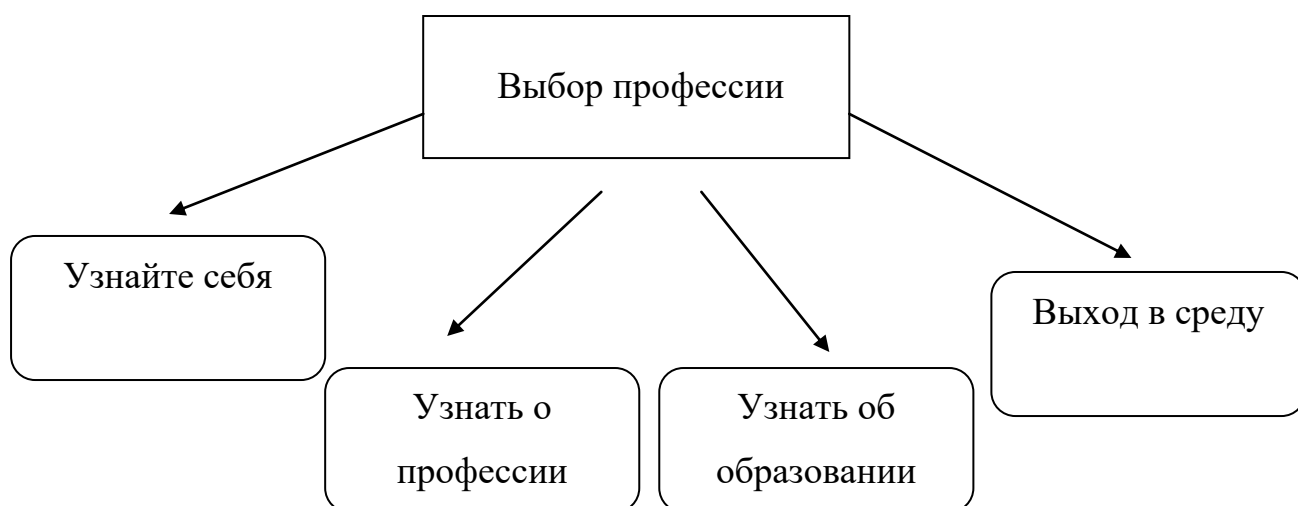 Выбор профессии
Узнайте себя
Выход в среду
Узнать о
профессии
Узнать об
образовании